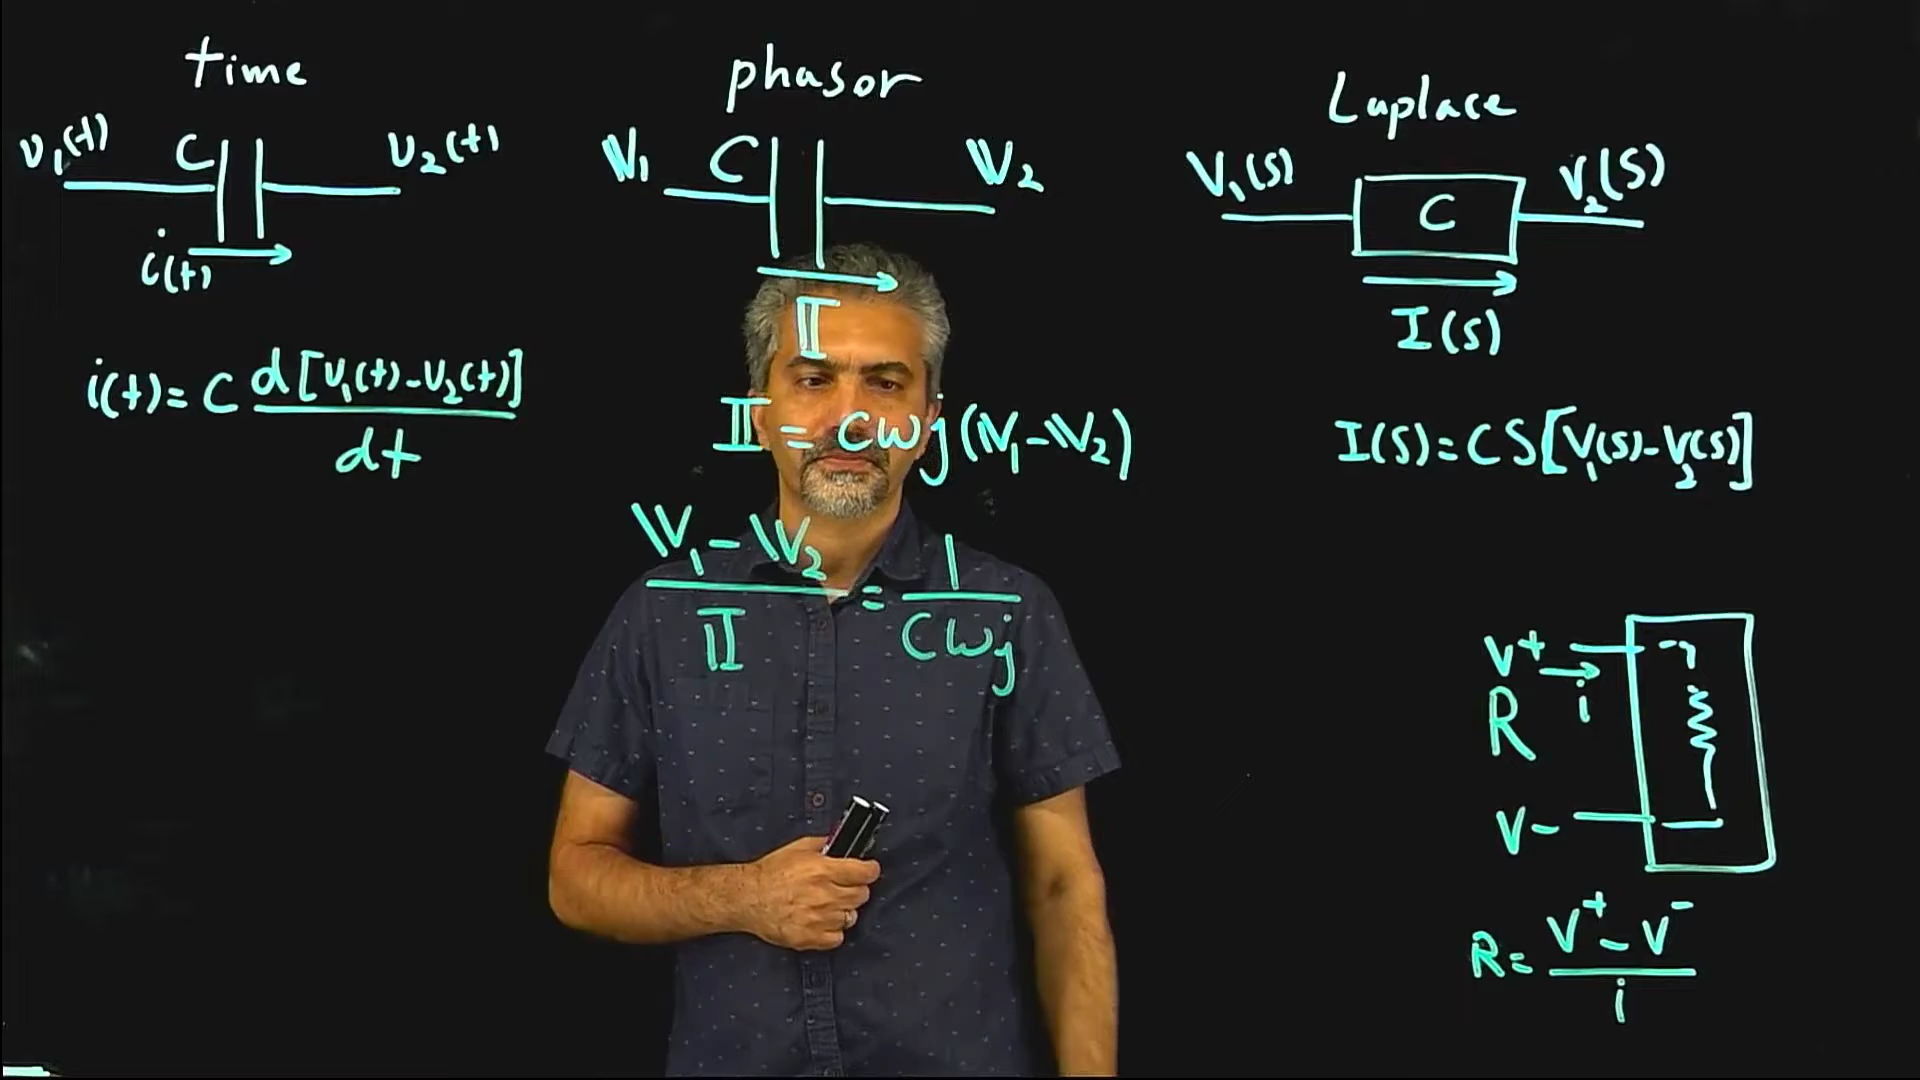 time
v₁(t) C v₂(t)
i(t)
i(t) = C d[v₁(t) - v₂(t)] / dt
phasor
V₁ C V₂
I
I = Cωj(V₁ - V₂)
V₁ - V₂ / I = 1 / Cωj
Laplace
V₁(S) C V₂(S)
I(S)
I(S) = CS[V₁(S) - V₂(S)]
V+
i
R
V-
R = V⁺ - V⁻ / i